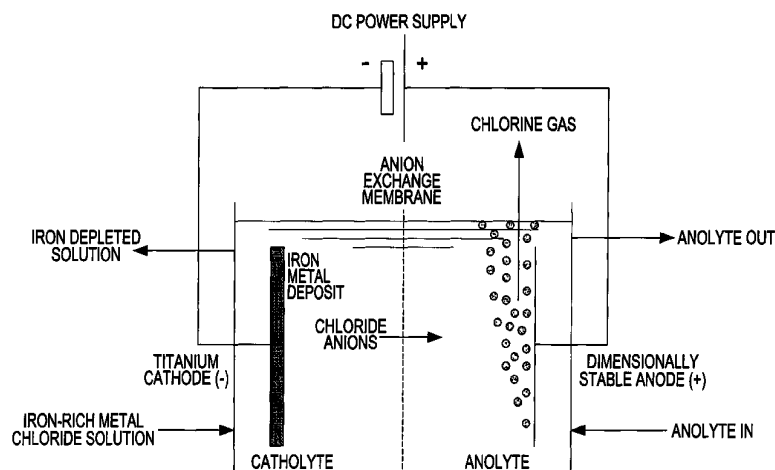 DC POWER SUPPLY
- +
CHLORINE GAS
ANION
EXCHANGE
MEMBRANE
IRON DEPLETED
SOLUTION
ANOLYTE OUT
IRON
METAL
DEPOSIT
CHLORIDE
ANIONS
TITANIUM
CATHODE (-)
DIMENSIONALLY
STABLE ANODE (+)
IRON-RICH METAL
CHLORIDE SOLUTION
ANOLYTE IN
CATHOLYTE
ANOLYTE